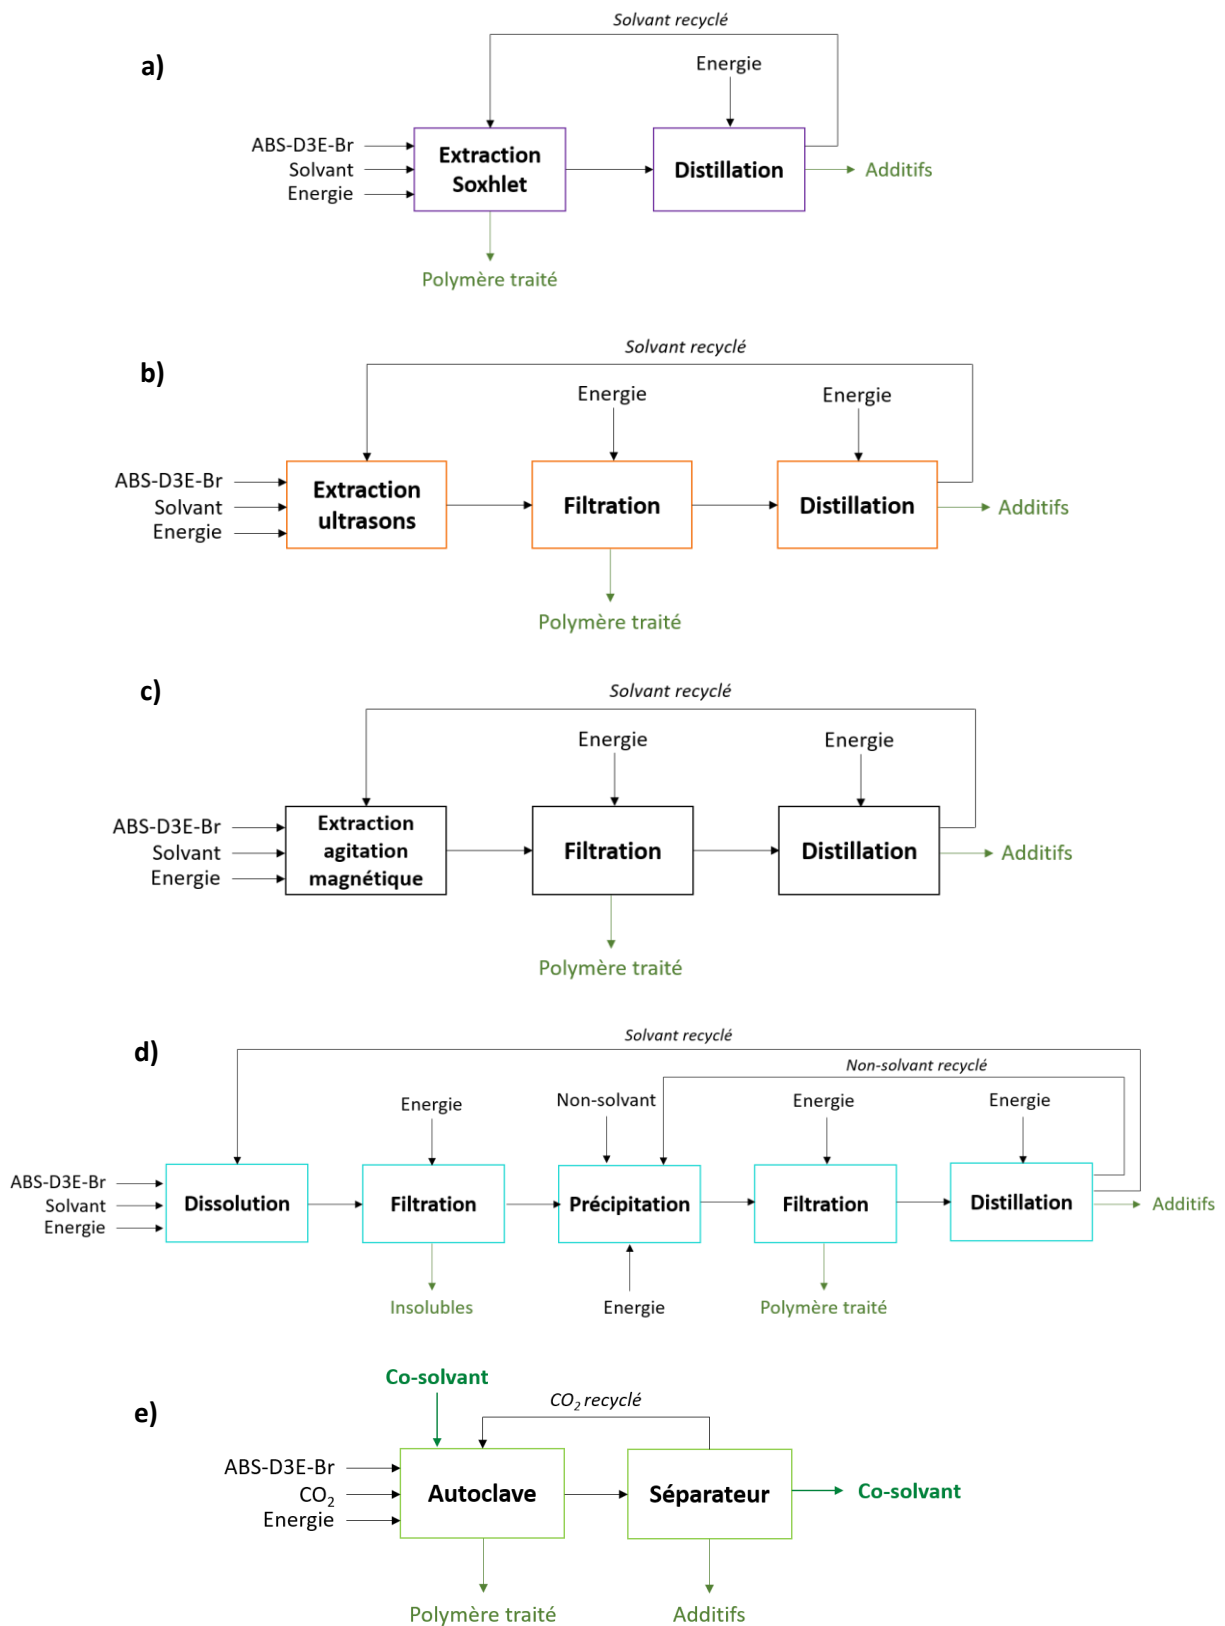 Solvant recyclé
a)
Energie
ABS-D3E-Br
Solvant
Energie
Extraction
Soxhlet
Distillation
Additifs
Polymère traité
Solvant recyclé
b)
Energie
Energie
ABS-D3E-Br
Solvant
Energie
Extraction
ultrasons
Filtration
Distillation
Additifs
Polymère traité
c)
Solvant recyclé
Energie
Energie
ABS-D3E-Br
Solvant
Energie
Extraction
agitation
magnétique
Filtration
Distillation
Additifs
Polymère traité
Solvant recyclé
d)
Non-solvant recyclé
Energie
Non-solvant
Energie
Energie
ABS-D3E-Br
Solvant
Energie
Dissolution
Filtration
Précipitation
Filtration
Distillation
Additifs
Insolubles
Energie
Polymère traité
Co-solvant
e)
CO₂ recyclé
ABS-D3E-Br
CO₂
Energie
Autoclave
Séparateur
Co-solvant
Polymère traité
Additifs